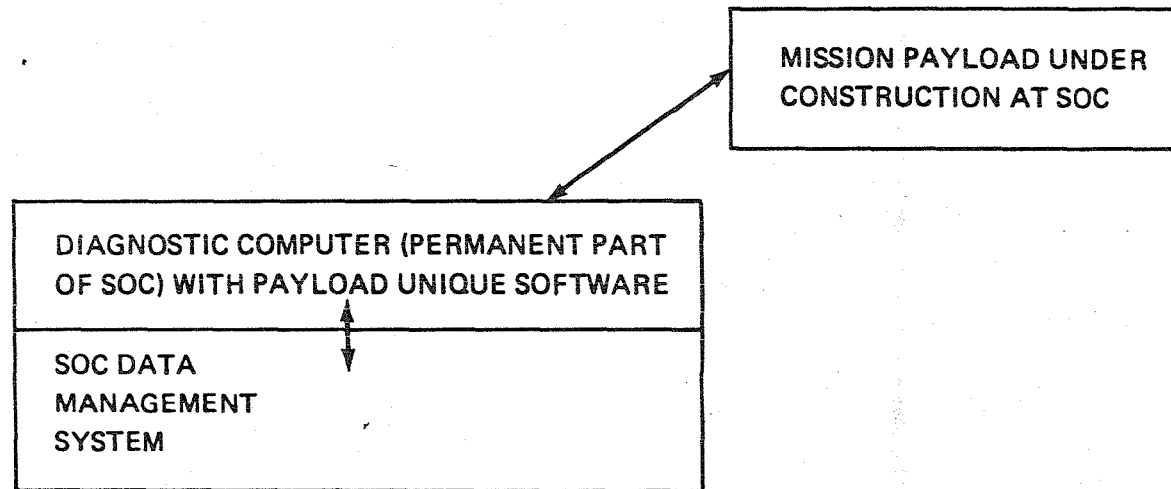 MISSION PAYLOAD UNDER
CONSTRUCTION AT SOC
DIAGNOSTIC COMPUTER (PERMANENT PART
OF SOC) WITH PAYLOAD UNIQUE SOFTWARE
SOC DATA
MANAGEMENT
SYSTEM